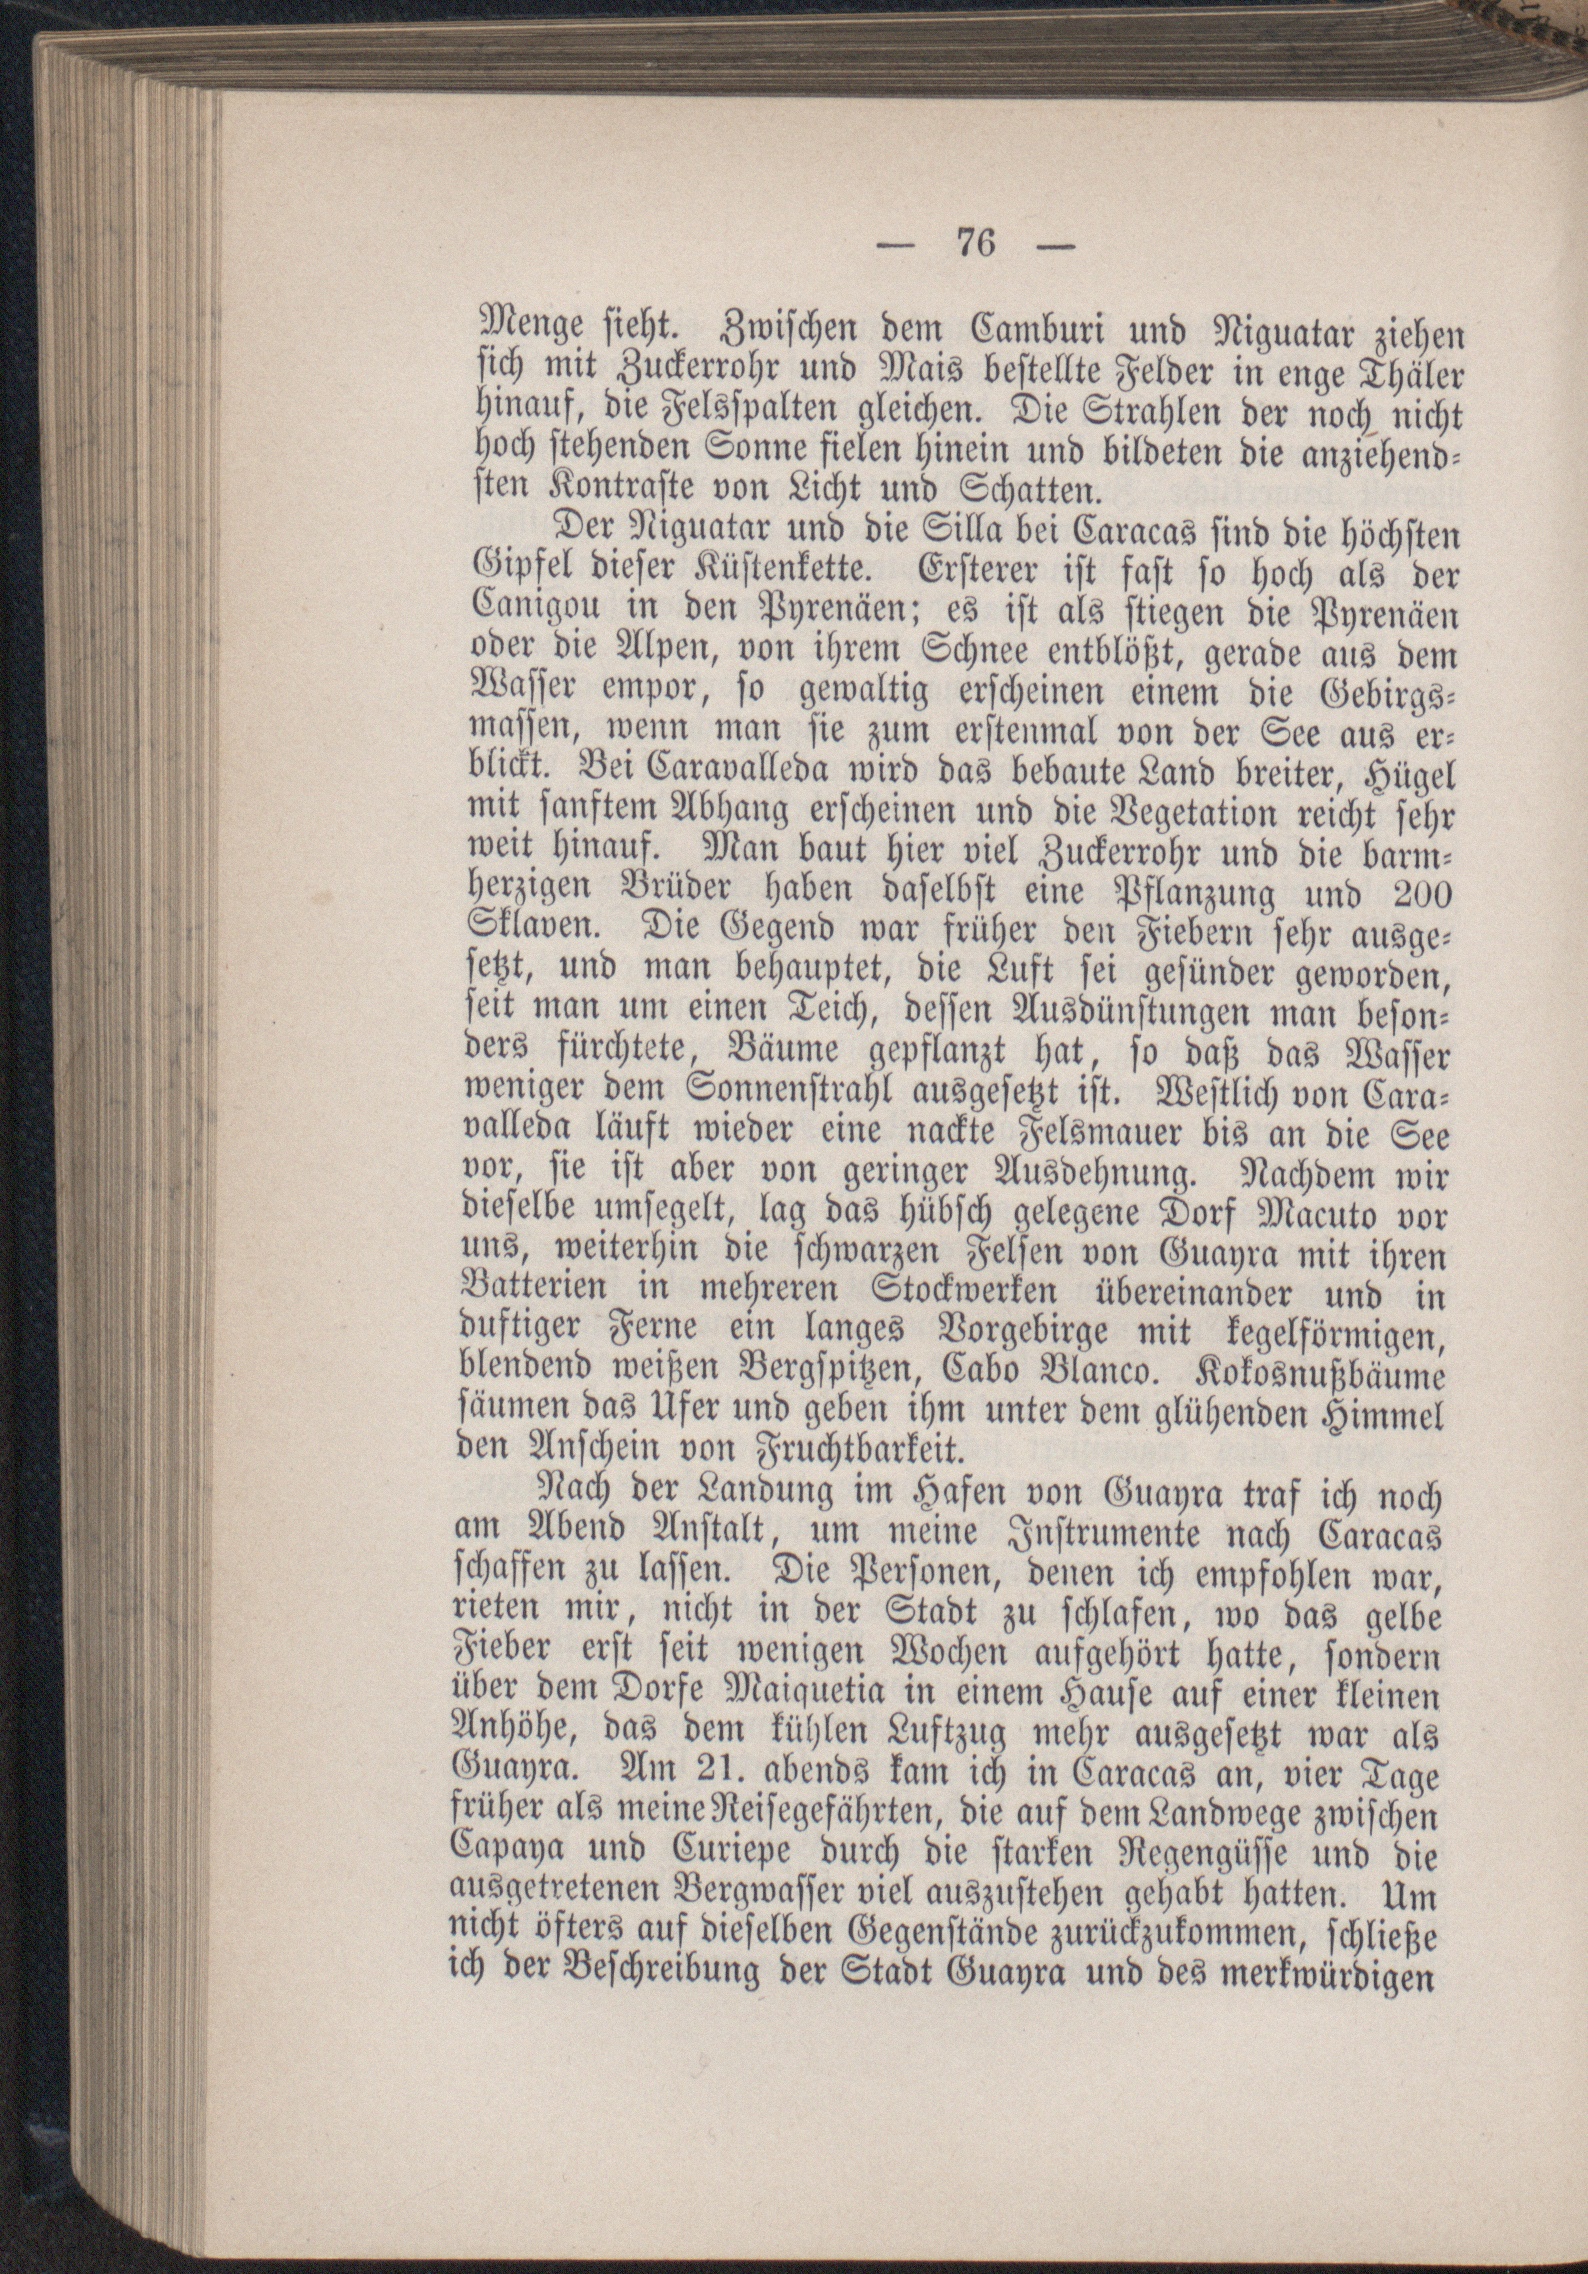 — 76 —
Menge sieht. Zwischen dem Camburi und Niguatar ziehen
sich mit Zuckerrohr und Mais bestellte Felder in enge Thäler
hinauf, die Felsspalten gleichen. Die Strahlen der noch nicht
hoch stehenden Sonne fielen hinein und bildeten die anziehend-
sten Kontraste von Licht und Schatten.
Der Niguatar und die Silla bei Caracas sind die höchsten
Gipfel dieser Küstenkette. Ersterer ist fast so hoch als der
Canigou in den Pyrenäen; es ist als stiegen die Pyrenäen
oder die Alpen, von ihrem Schnee entblößt, gerade aus dem
Wasser empor, so gewaltig erscheinen einem die Gebirgs-
massen, wenn man sie zum erstenmal von der See aus er-
blickt. Bei Caravalleda wird das bebaute Land breiter, Hügel
mit sanftem Abhang erscheinen und die Vegetation reicht sehr
weit hinauf. Man baut hier viel Zuckerrohr und die barm-
herzigen Brüder haben daselbst eine Pflanzung und 200
Sklaven. Die Gegend war früher den Fiebern sehr ausge-
setzt, und man behauptet, die Luft sei gesünder geworden,
seit man um einen Teich, dessen Ausdünstungen man beson-
ders fürchtete, Bäume gepflanzt hat, so daß das Wasser
weniger dem Sonnenstrahl ausgesetzt ist. Westlich von Cara-
valleda läuft wieder eine nackte Felsmauer bis an die See
vor, sie ist aber von geringer Ausdehnung. Nachdem wir
dieselbe umsegelt, lag das hübsch gelegene Dorf Macuto vor
uns, weiterhin die schwarzen Felsen von Guayra mit ihren
Batterien in mehreren Stockwerken übereinander und in
duftiger Ferne ein langes Vorgebirge mit kegelförmigen,
blendend weißen Bergspitzen, Cabo Blanco. Kokosnußbäume
säumen das Ufer und geben ihm unter dem glühenden Himmel
den Anschein von Fruchtbarkeit.
Nach der Landung im Hafen von Guayra traf ich noch
am Abend Anstalt, um meine Instrumente nach Caracas
schaffen zu lassen. Die Personen, denen ich empfohlen war,
rieten mir, nicht in der Stadt zu schlafen, wo das gelbe
Fieber erst seit wenigen Wochen aufgehört hatte, sondern
über dem Dorfe Maiquetia in einem Hause auf einer kleinen
Anhöhe, das dem kühlen Luftzug mehr ausgesetzt war als
Guayra. Am 21. abends kam ich in Caracas an, vier Tage
früher als meine Reisegefährten, die auf dem Landwege zwischen
Capaya und Curiepe durch die starken Regengüsse und die
ausgetretenen Bergwasser viel auszustehen gehabt hatten. Um
nicht öfters auf dieselben Gegenstände zurückzukommen, schließe
ich der Beschreibung der Stadt Guayra und des merkwürdigen